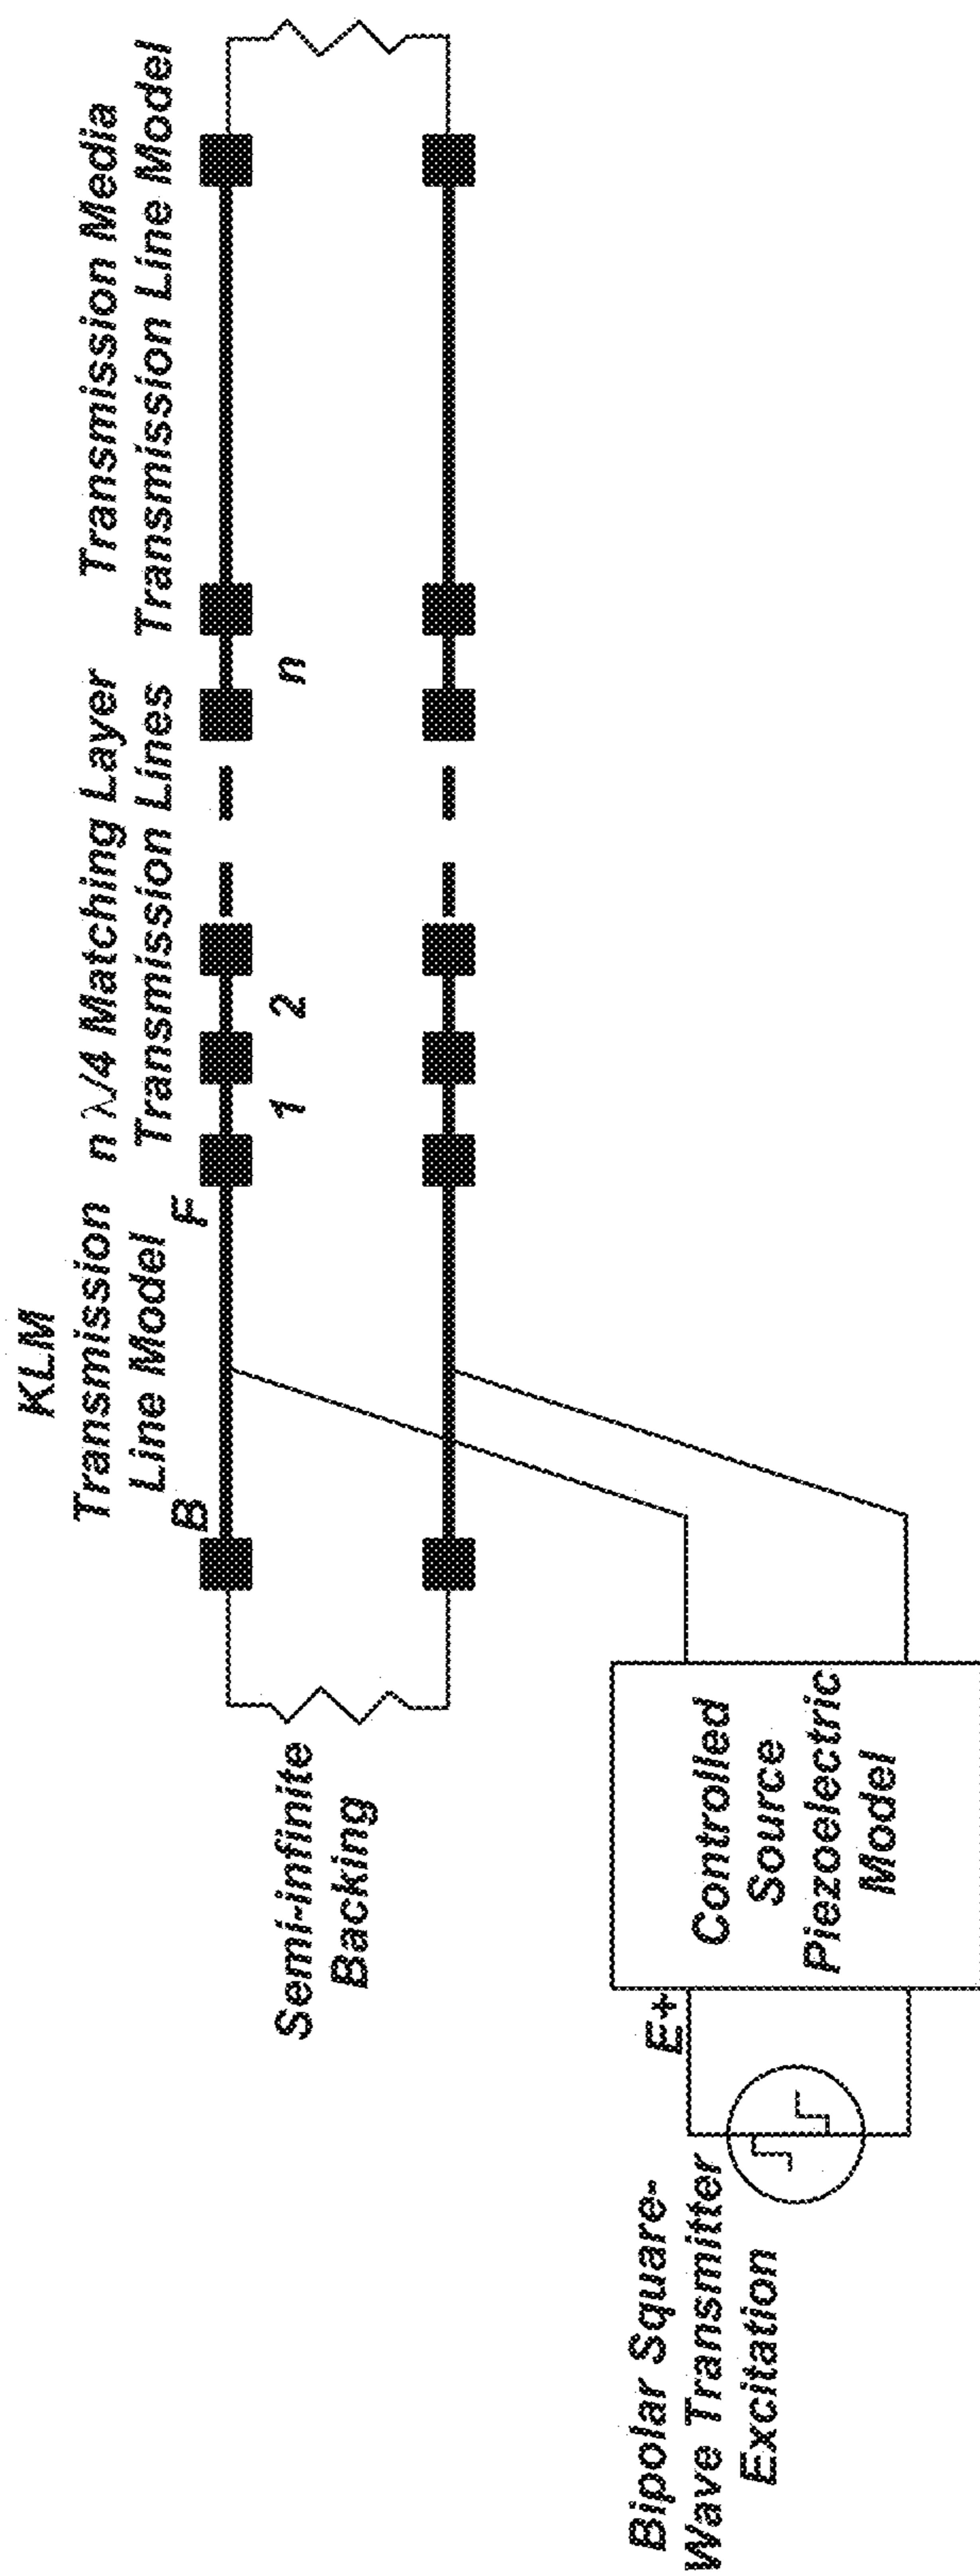 KLM
Transmission
Line Model
B
F
n λ/4 Matching Layer
Transmission Lines
Transmission Media
Transmission Line Model
1
2
n
Semi-infinite
Backing
Bipolar Square-
Wave Transmitter
Excitation
E+
Controlled
Source
Piezoelectric
Model